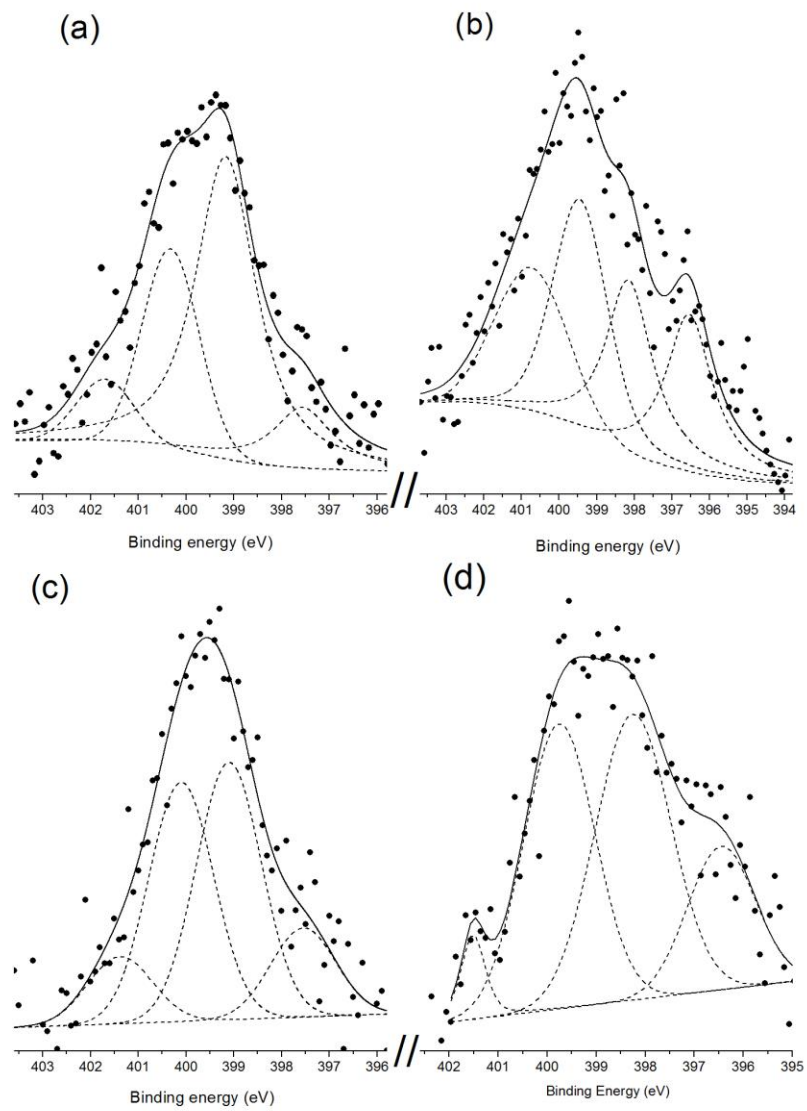 (a)
(b)
403 402 401 400 399 398 397 396
Binding energy (eV)
//
403 402 401 400 399 398 397 396 395 394
Binding energy (eV)
(c)
(d)
403 402 401 400 399 398 397 396
Binding energy (eV)
//
402 401 400 399 398 397 396 395
Binding Energy (eV)